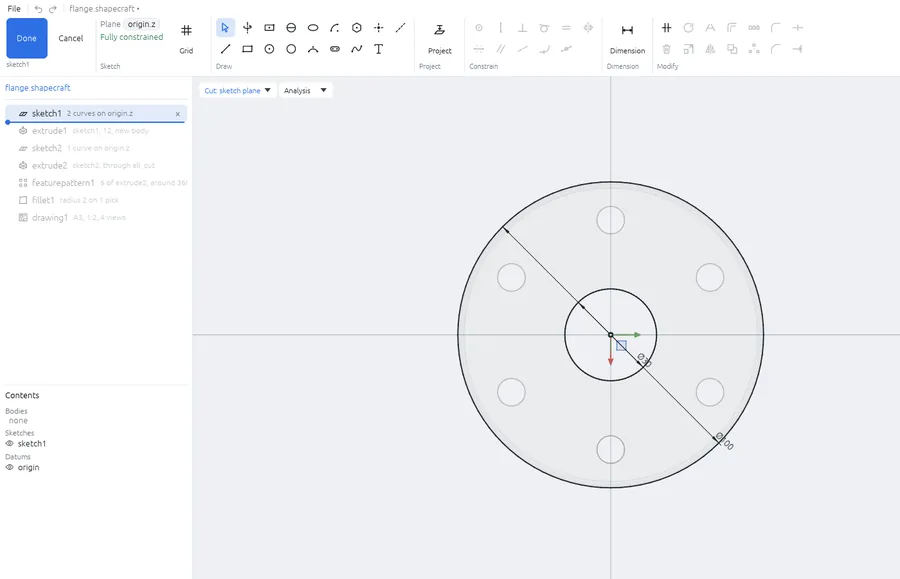 File
flange.shapecraft
Done
Cancel
sketch1
Plane origin.z
Fully constrained
Sketch
Grid
Draw
Project
Project
Constrain
Dimension
Dimension
Modify
flange.shapecraft
Cut: sketch plane
Analysis
sketch1 2 curves on origin.z x
extrude1 sketch1, 12, new body
sketch2 1 curve on origin.z
extrude2 sketch2, through all, cut
featurepattern1 6 of extrude2, around 36
fillet1 radius 2 on 1 pick
drawing1 A3, 1:2, 4 views
Ø30
Ø100
Contents
Bodies
none
Sketches
sketch1
Datums
origin